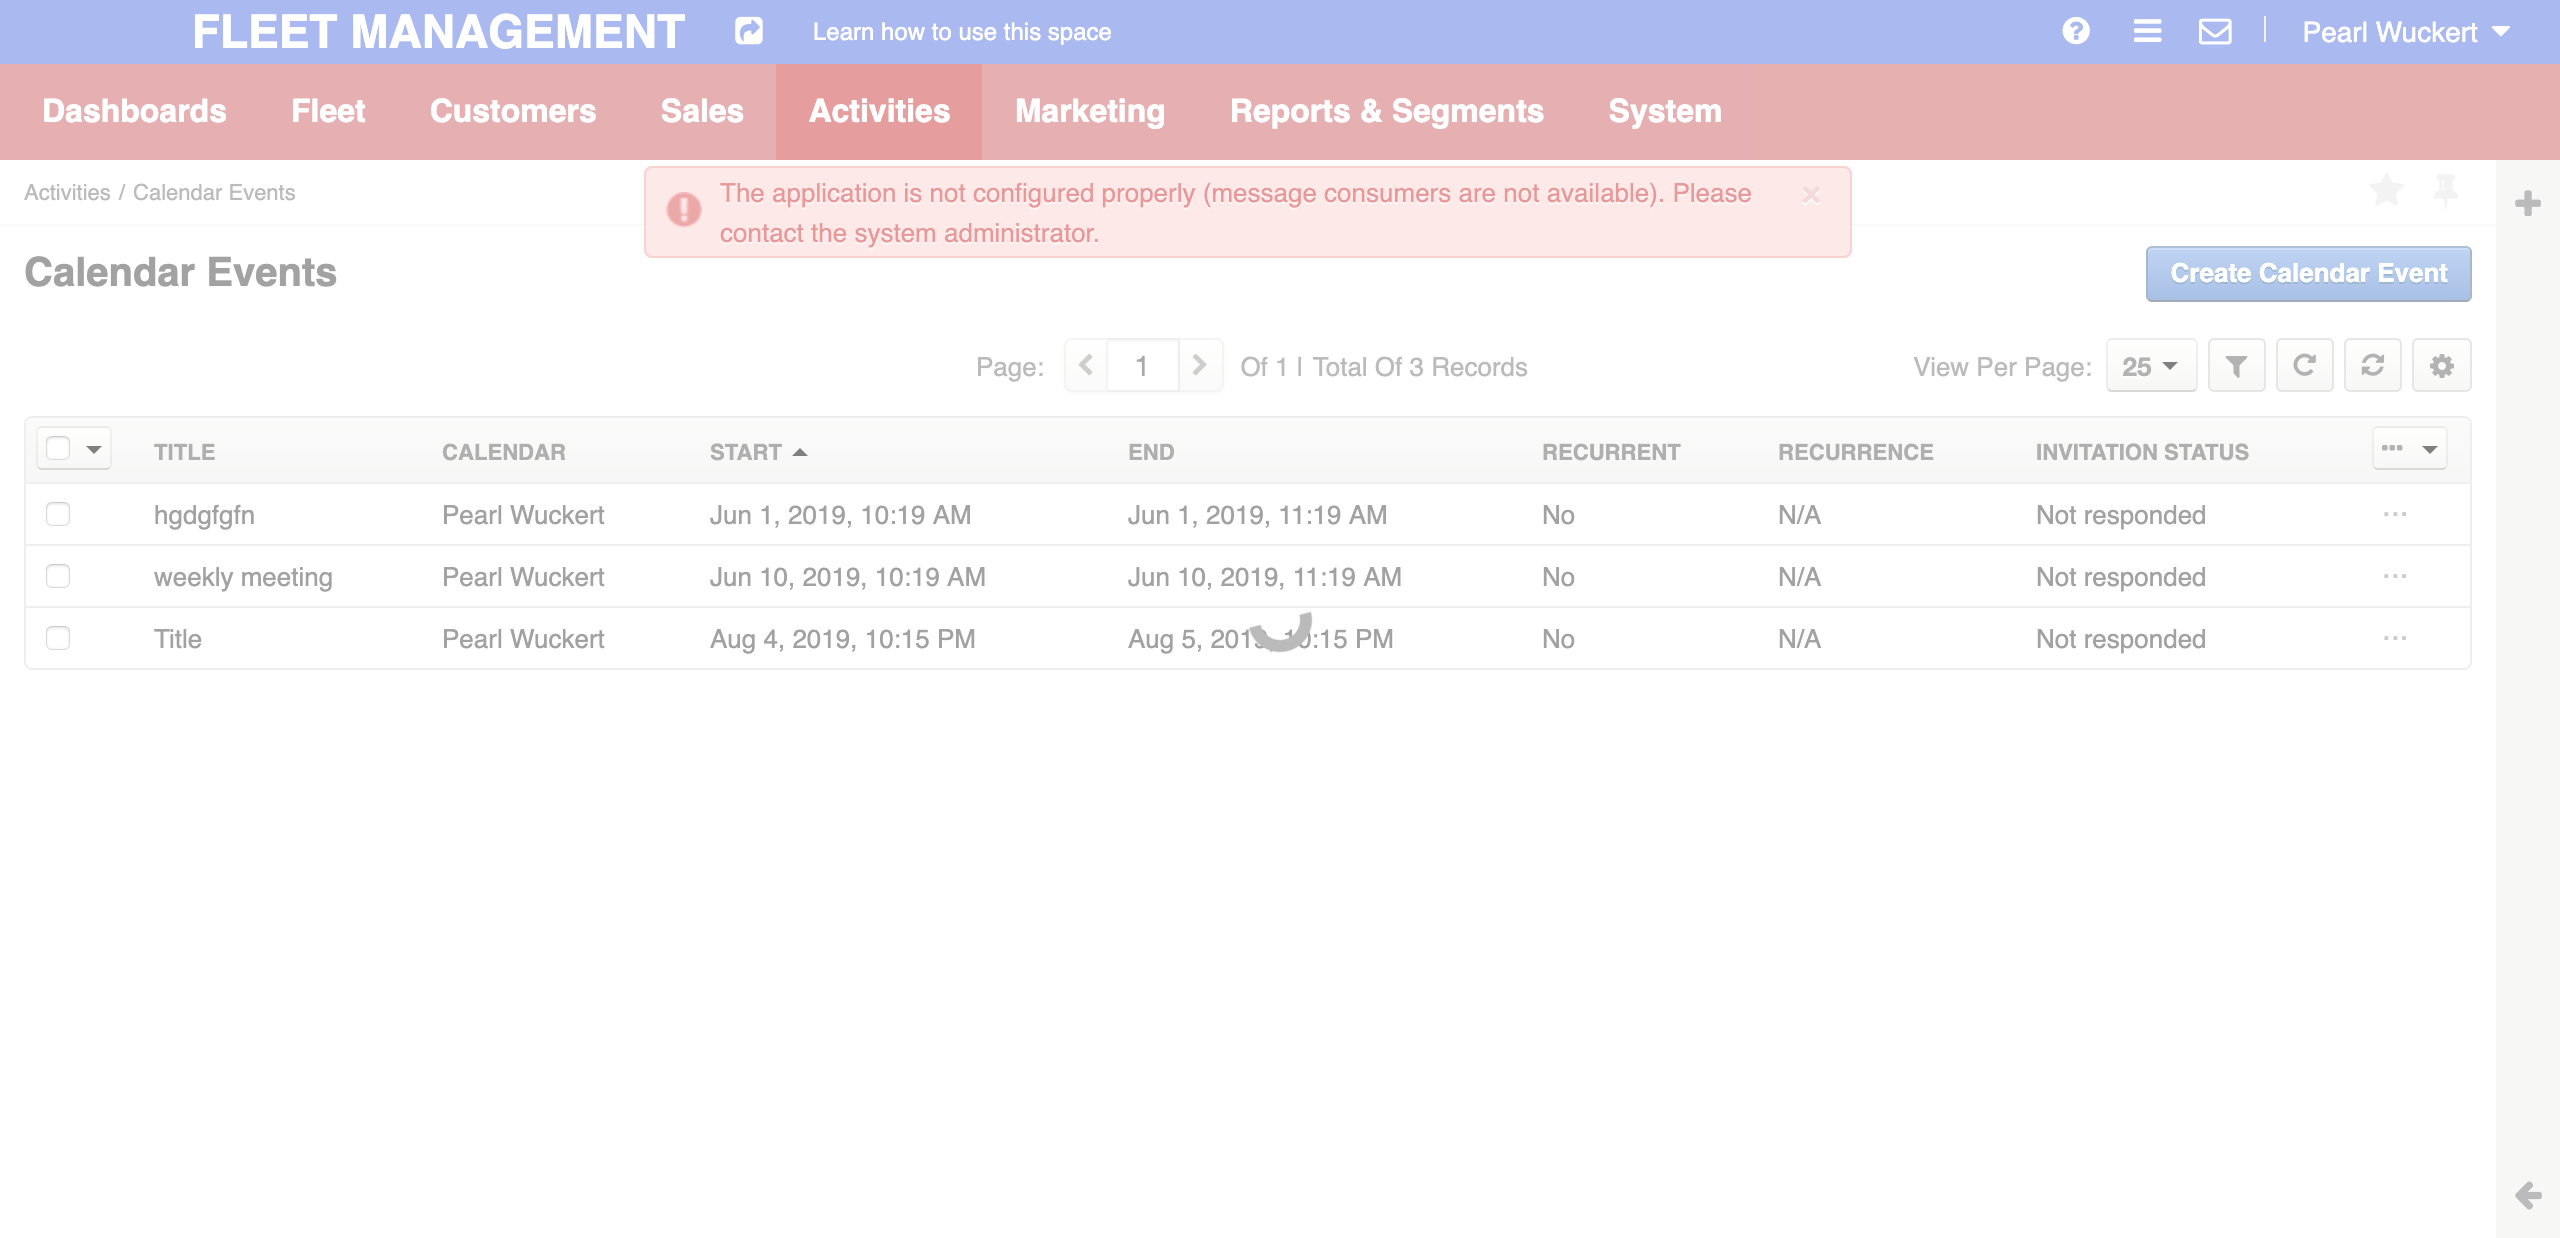 FLEET MANAGEMENT
Learn how to use this space
Pearl Wuckert
Dashboards Fleet Customers Sales Activities Marketing Reports & Segments System
Activities / Calendar Events
The application is not configured properly (message consumers are not available). Please
contact the system administrator.
Calendar Events
Create Calendar Event
Page: 1 Of 1 | Total Of 3 Records
View Per Page: 25
TITLE CALENDAR START END RECURRENT RECURRENCE INVITATION STATUS
hgdgfgfn Pearl Wuckert Jun 1, 2019, 10:19 AM Jun 1, 2019, 11:19 AM No N/A Not responded
weekly meeting Pearl Wuckert Jun 10, 2019, 10:19 AM Jun 10, 2019, 11:19 AM No N/A Not responded
Title Pearl Wuckert Aug 4, 2019, 10:15 PM Aug 5, 2019, 10:15 PM No N/A Not responded